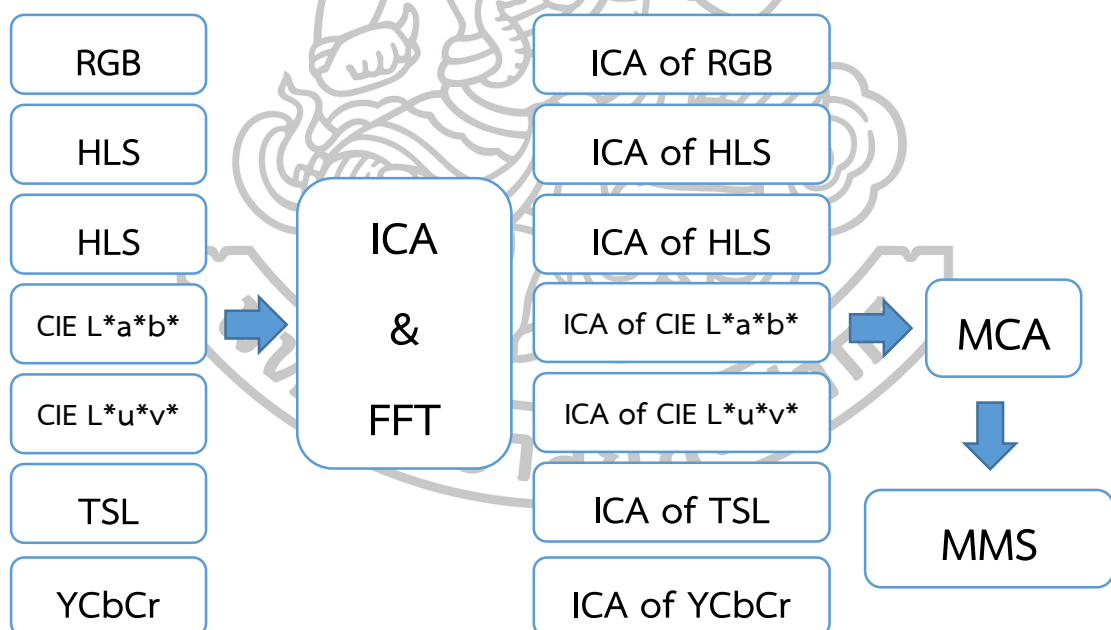 RGB
HLS
HLS
CIE L*a*b*
CIE L*u*v*
TSL
YCbCr
ICA
&
FFT
ICA of RGB
ICA of HLS
ICA of HLS
ICA of CIE L*a*b*
ICA of CIE L*u*v*
ICA of TSL
ICA of YCbCr
MCA
MMS